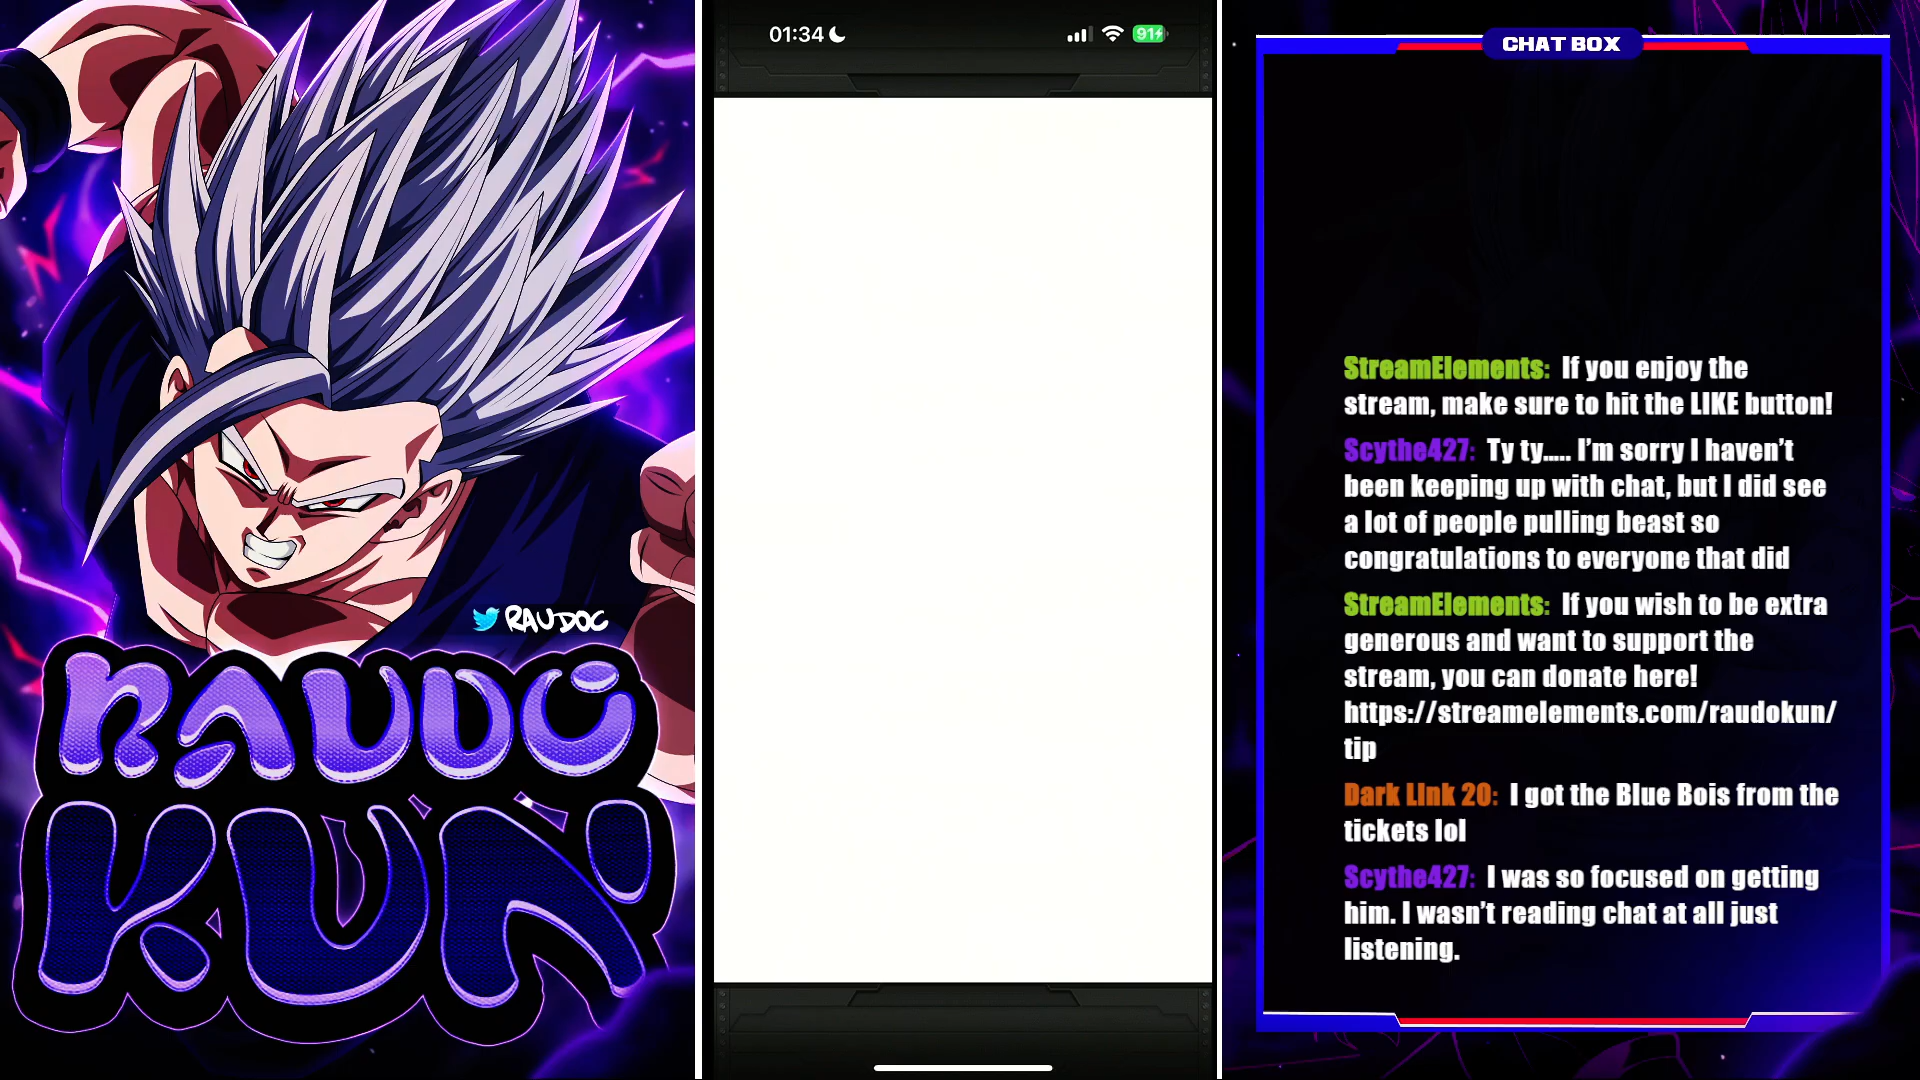 RAUDOC
RAUDO
KUN
01:34
91
CHAT BOX
StreamElements: If you enjoy the
stream, make sure to hit the LIKE button!
Scythe427: Ty ty..... I'm sorry I haven't
been keeping up with chat, but I did see
a lot of people pulling beast so
congratulations to everyone that did
StreamElements: If you wish to be extra
generous and want to support the
stream, you can donate here!
https://streamelements.com/raudokun/
tip
Dark LInk 20: I got the Blue Bois from the
tickets lol
Scythe427: I was so focused on getting
him. I wasn't reading chat at all just
listening.